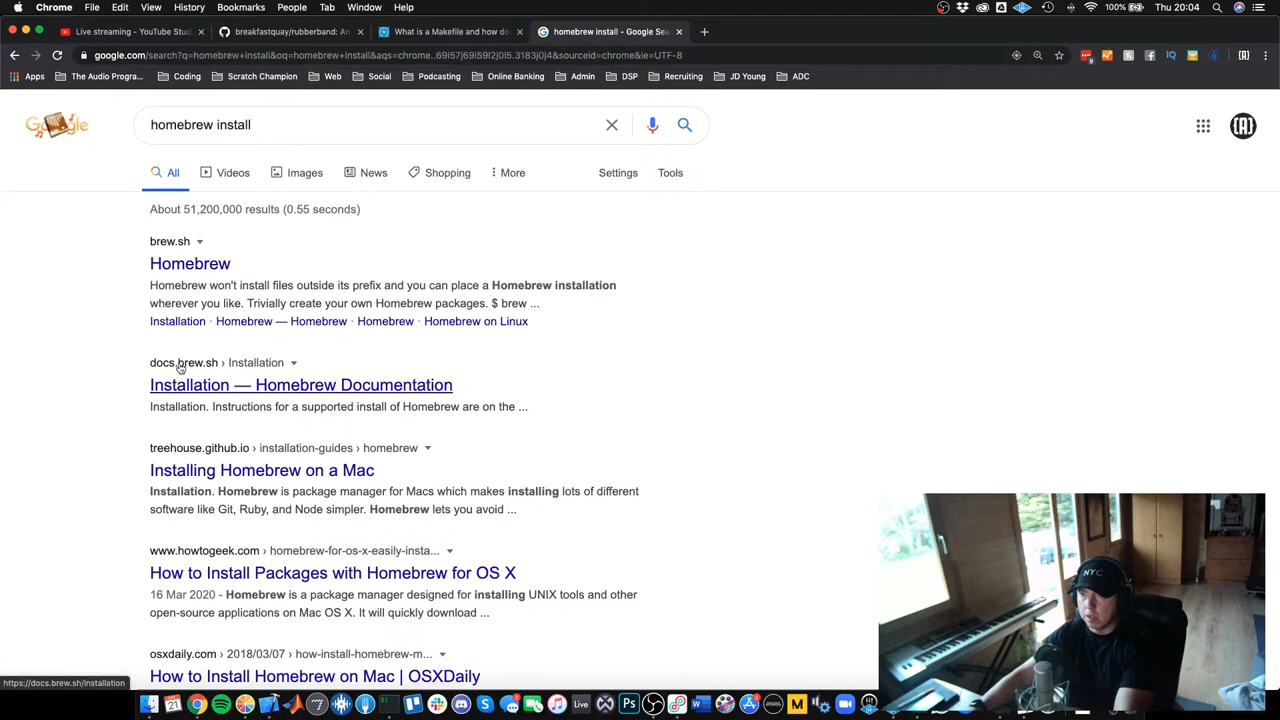 Chrome File Edit View History Bookmarks People Tab Window Help 100% Thu 20:04
Live streaming - YouTube Stud
breakfastquay/rubberband: An
What is a Makefile and how do
homebrew install - Google Sea
google.com/search?q=homebrew+install&oq=homebrew+install&aqs=chrome..69i57j69i59l2j0l5.3183j0j4&sourceid=chrome&ie=UTF-8
Apps The Audio Progra... Coding Scratch Champion Web Social Podcasting Online Banking Admin DSP Recruiting JD Young ADC
Google
homebrew install
All Videos Images News Shopping More Settings Tools
About 51,200,000 results (0.55 seconds)
brew.sh
Homebrew
Homebrew won't install files outside its prefix and you can place a Homebrew installation
wherever you like. Trivially create your own Homebrew packages. $ brew ...
Installation · Homebrew — Homebrew · Homebrew · Homebrew on Linux
docs.brew.sh › Installation
Installation — Homebrew Documentation
Installation. Instructions for a supported install of Homebrew are on the ...
treehouse.github.io › installation-guides › homebrew
Installing Homebrew on a Mac
Installation. Homebrew is package manager for Macs which makes installing lots of different
software like Git, Ruby, and Node simpler. Homebrew lets you avoid ...
www.howtogeek.com › homebrew-for-os-x-easily-insta...
How to Install Packages with Homebrew for OS X
16 Mar 2020 - Homebrew is a package manager designed for installing UNIX tools and other
open-source applications on Mac OS X. It will quickly download ...
NYC
osxdaily.com › 2018/03/07 › how-install-homebrew-m...
How to Install Homebrew on Mac | OSXDaily
https://docs.brew.sh/installation
21 Live Ps W M